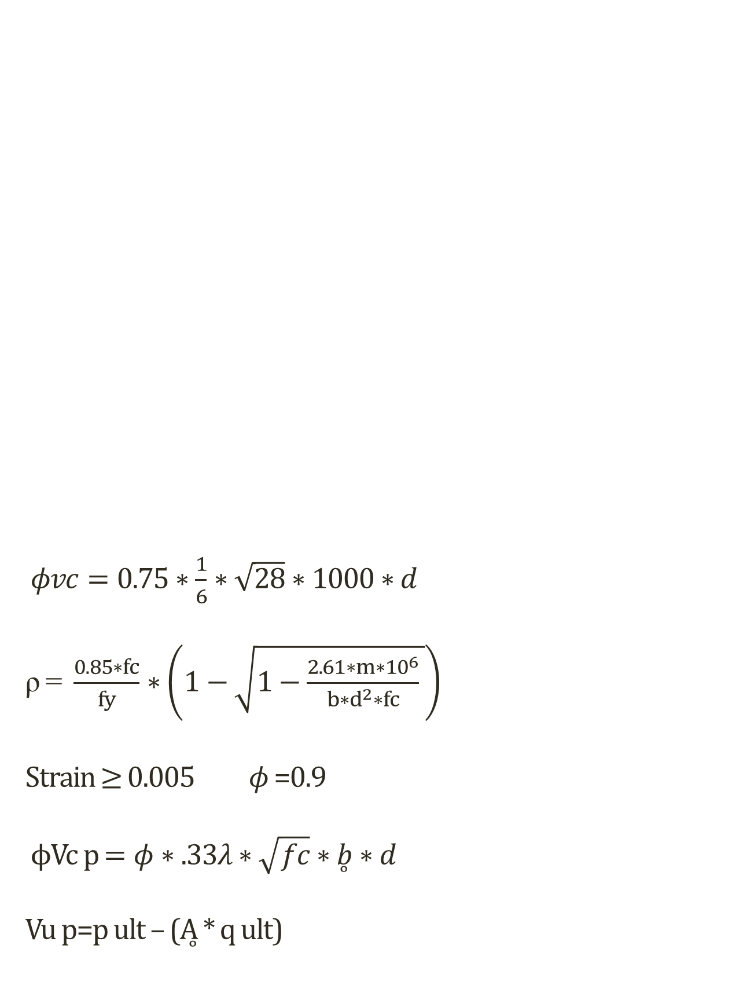 𝜙𝑣𝑐 = 0.75 ∗ 1/6 ∗ √28 ∗ 1000 ∗ 𝑑
ρ = 0.85∗fc/fy ∗ (1 − √(1 − 2.61∗m∗10⁶/b∗d²∗fc))
Strain ≥ 0.005 𝜙 =0.9
ϕVc p = 𝜙 ∗ .33𝜆 ∗ √𝑓𝑐 ∗ 𝑏̥ ∗ 𝑑
Vu p=p ult – (Ḁ * q ult)